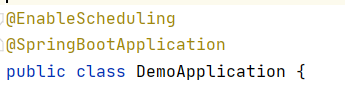 @EnableScheduling
@SpringBootApplication
public class DemoApplication {